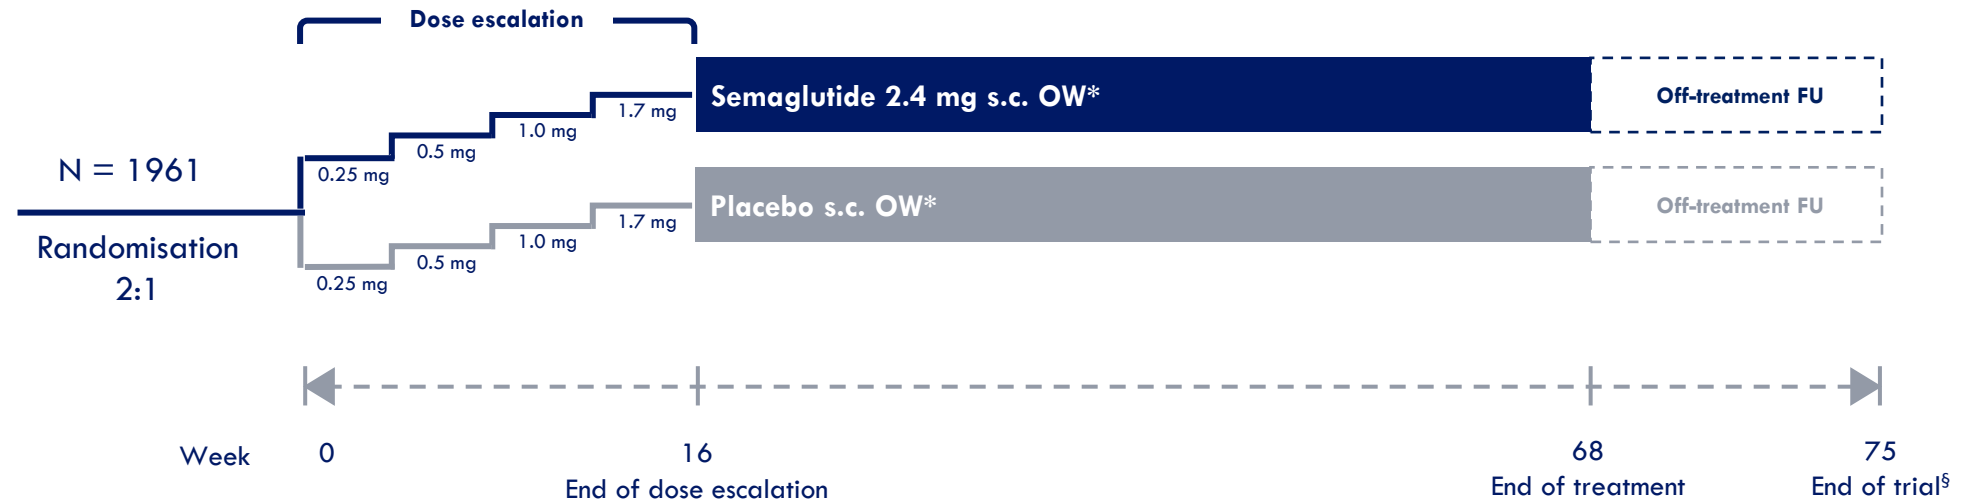 Dose escalation
Semaglutide 2.4 mg s.c. OW*
Off-treatment FU
1.7 mg
1.0 mg
0.5 mg
0.25 mg
N = 1961
Placebo s.c. OW*
Off-treatment FU
1.7 mg
1.0 mg
0.5 mg
0.25 mg
Randomisation
2:1
Week
0
16
68
75
End of dose escalation
End of treatment
End of trial§